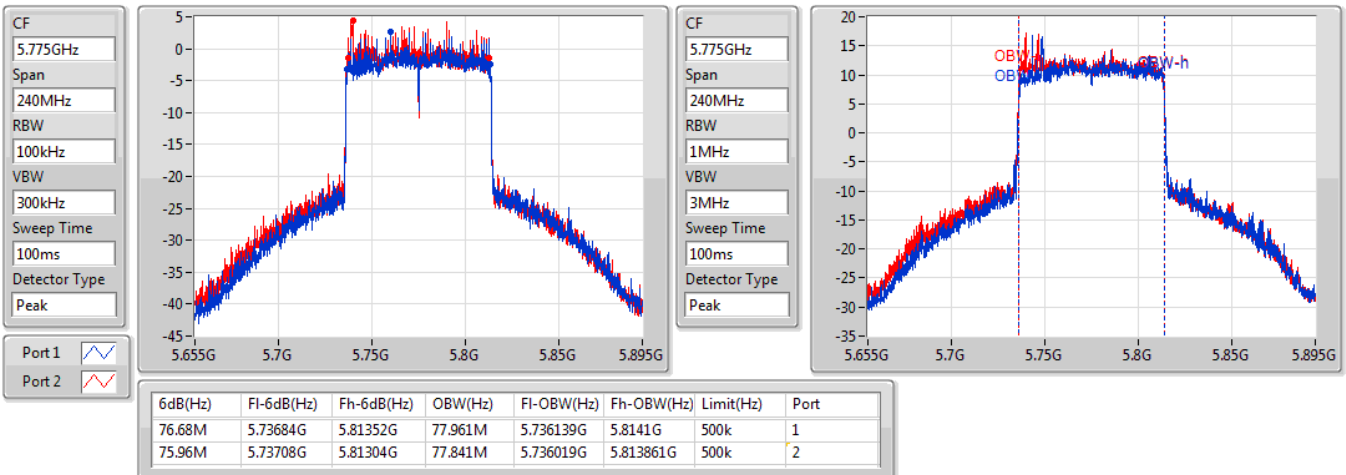 CF
5.775GHz
Span
240MHz
RBW
100kHz
VBW
300kHz
Sweep Time
100ms
Detector Type
Peak
Port 1
Port 2
5
0
-5
-10
-15
-20
-25
-30
-35
-40
-45
5.655G 5.7G 5.75G 5.8G 5.85G 5.895G
CF
5.775GHz
Span
240MHz
RBW
1MHz
VBW
3MHz
Sweep Time
100ms
Detector Type
Peak
20
15
10
5
0
-5
-10
-15
-20
-25
-30
-35
OBW-h
5.655G 5.7G 5.75G 5.8G 5.85G 5.895G
6dB(Hz) Fl-6dB(Hz) Fh-6dB(Hz) OBW(Hz) Fl-OBW(Hz) Fh-OBW(Hz) Limit(Hz) Port
76.68M 5.73684G 5.81352G 77.961M 5.736139G 5.8141G 500k 1
75.96M 5.73708G 5.81304G 77.841M 5.736019G 5.813861G 500k 2